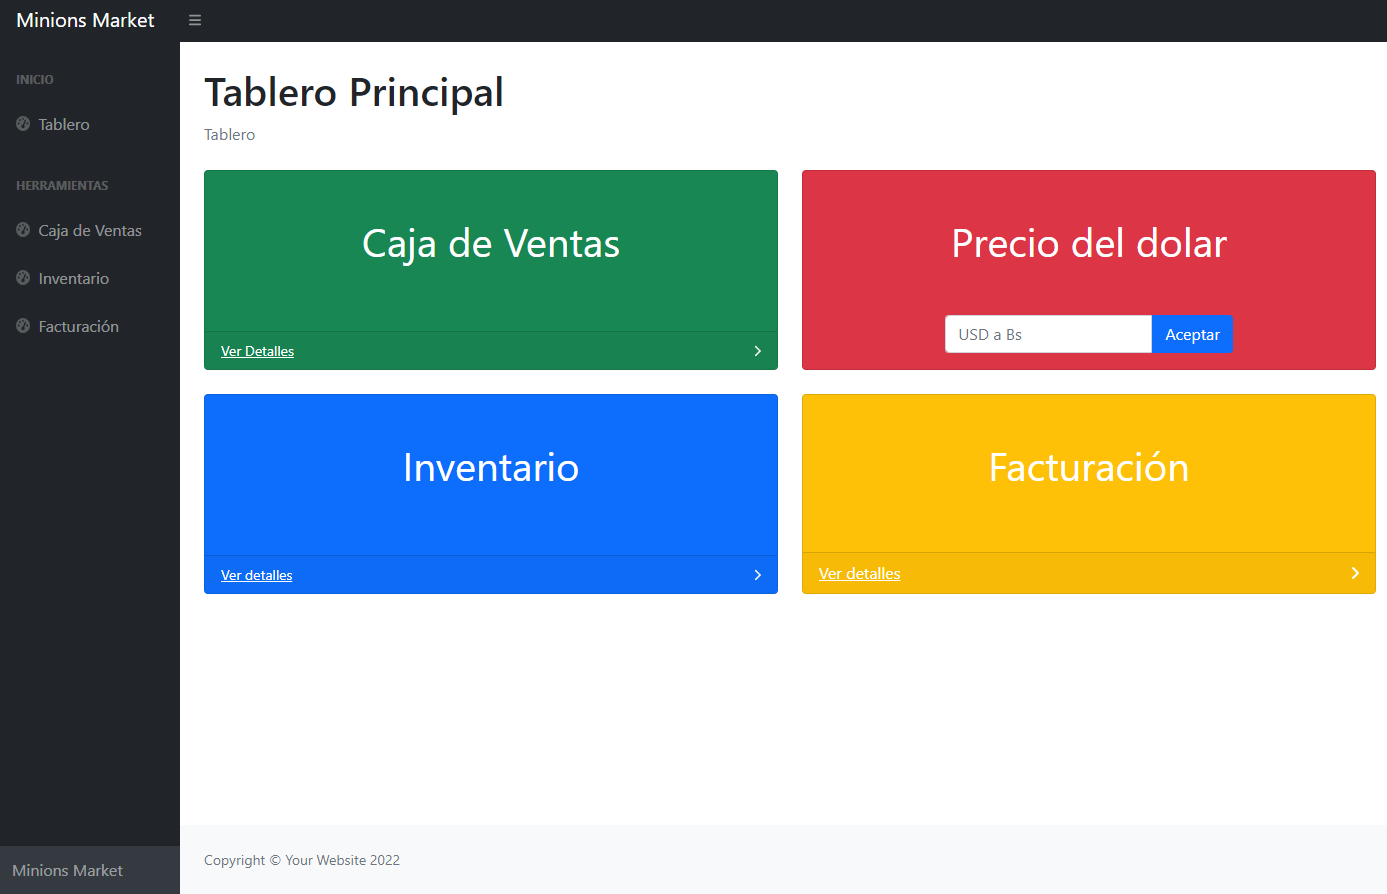 Minions Market
INICIO
Tablero
HERRAMIENTAS
Caja de Ventas
Inventario
Facturación
Minions Market
Tablero Principal
Tablero
Caja de Ventas
Ver Detalles
Precio del dolar
USD a Bs
Aceptar
Inventario
Ver detalles
Facturación
Ver detalles
Copyright © Your Website 2022